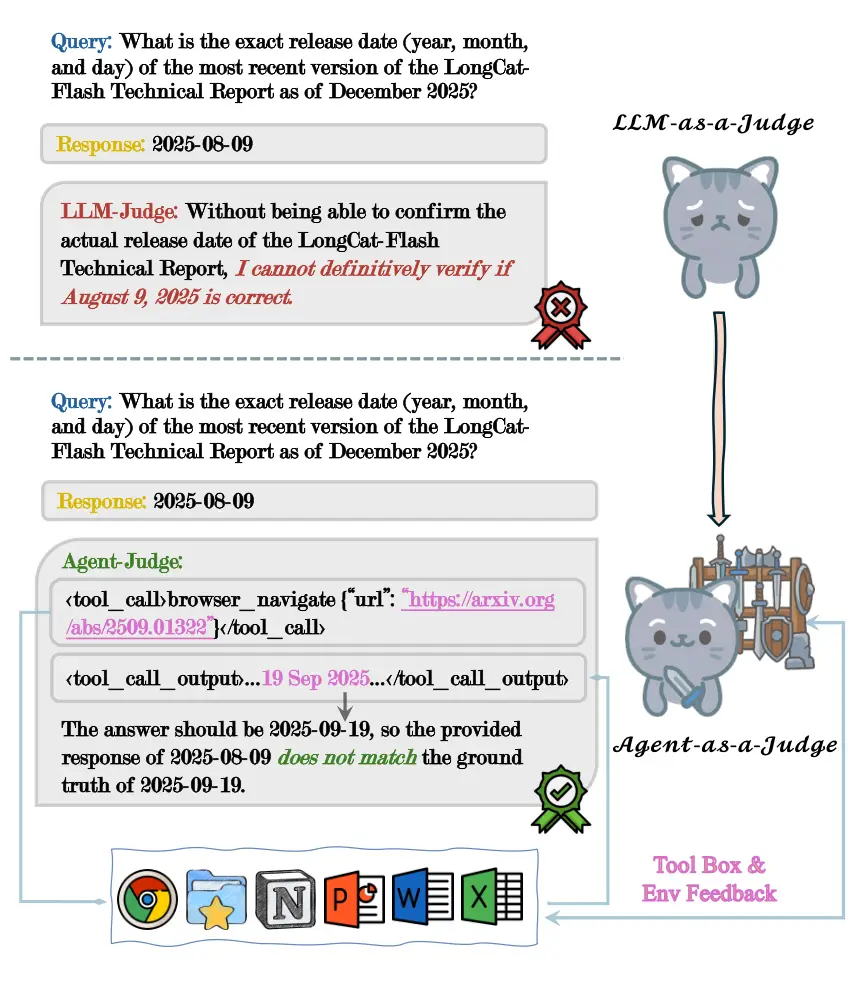 Query: What is the exact release date (year, month,
and day) of the most recent version of the LongCat-
Flash Technical Report as of December 2025?
LLM-as-a-Judge
Response: 2025-08-09
LLM-Judge: Without being able to confirm the
actual release date of the LongCat-Flash
Technical Report, I cannot definitively verify if
August 9, 2025 is correct.
Query: What is the exact release date (year, month,
and day) of the most recent version of the LongCat-
Flash Technical Report as of December 2025?
Response: 2025-08-09
Agent-Judge:
‹tool_call›browser_navigate {“url”: “https://arxiv.org
/abs/2509.01322”}‹/tool_call›
‹tool_call_output›...19 Sep 2025...‹/tool_call_output›
The answer should be 2025-09-19, so the provided
response of 2025-08-09 does not match the ground
truth of 2025-09-19.
Agent-as-a-Judge
Tool Box &
Env Feedback
N
P
W
X